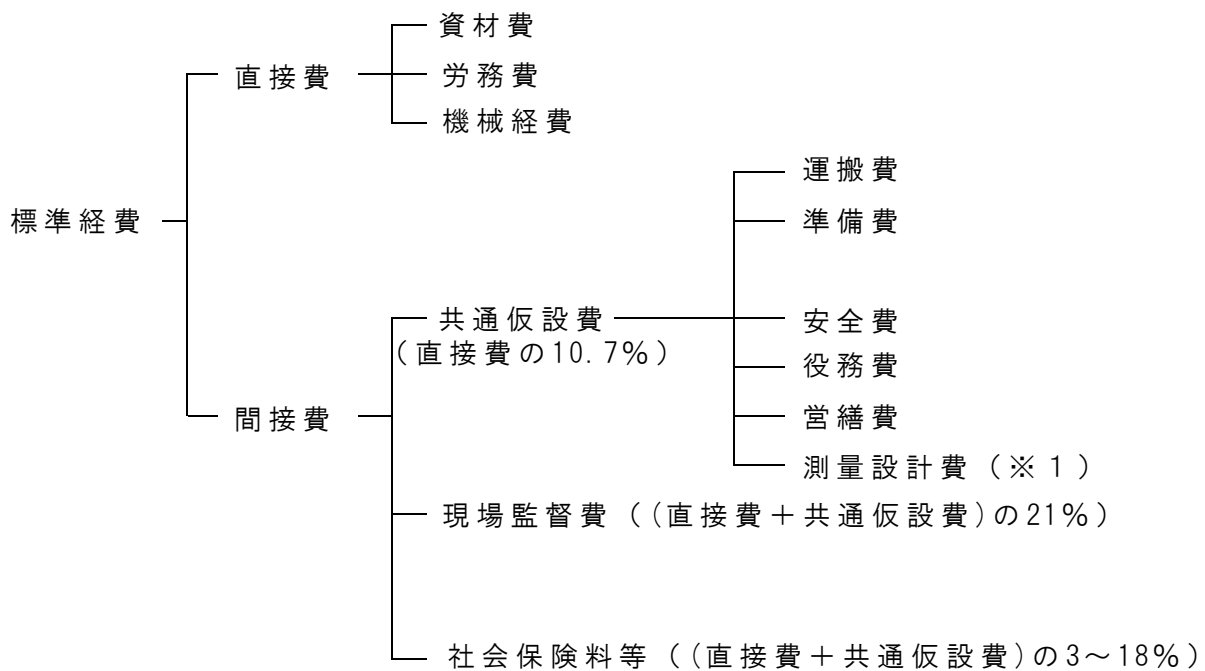 資材費
直接費
労務費
機械経費
運搬費
標準経費
準備費
共通仮設費
(直接費の10.7%)
安全費
役務費
間接費
営繕費
測量設計費(※1)
現場監督費((直接費+共通仮設費)の21%)
社会保険料等((直接費+共通仮設費)の3~18%)